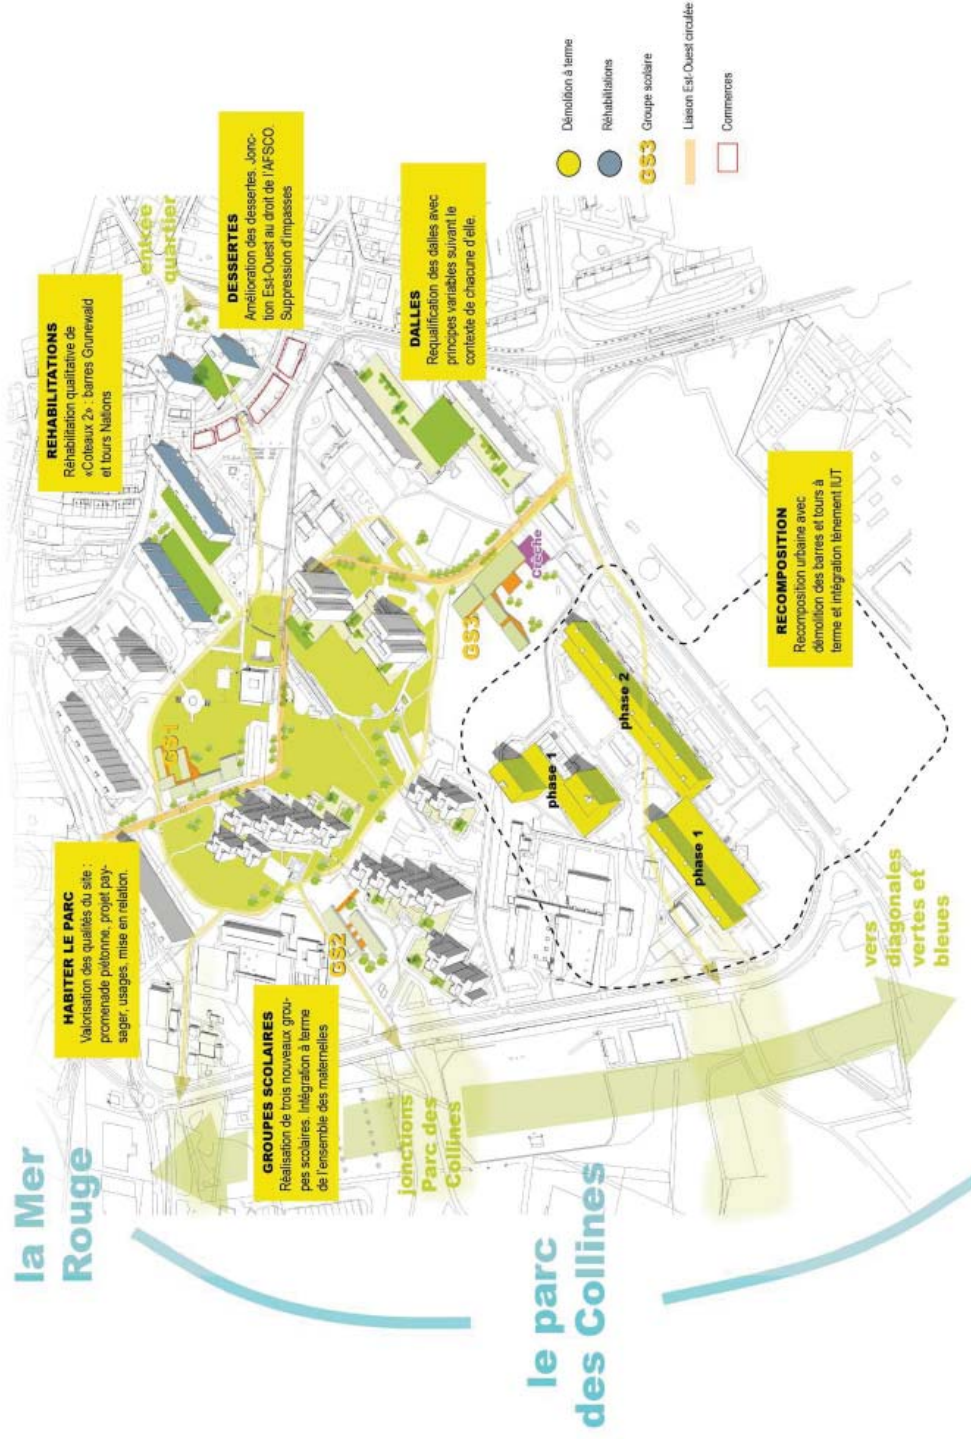 la Mer
Rouge
le parc
des Collines
HABITER LE PARC
Valorisation des qualités du site :
promenade piétonne, projet pay-
sager, usages, mise en relation.
REHABILITATIONS
Réhabilitation qualitative de
«Coteaux 2» : barres Grunewald
et tours Nations
entrée
quartier
DESSERTES
Amélioration des dessertes. Jonc-
tion Est-Ouest au droit de l'AFSCO.
Suppression d'impasses
GROUPES SCOLAIRES
Réalisation de trois nouveaux grou-
pes scolaires. Intégration à terme
de l'ensemble des maternelles
DALLES
Requalification des dalles avec
principes variables suivant le
contexte de chacune d'elle.
GS1
GS2
GS3
Crèche
jonctions
Parc des
Collines
phase 1
phase 2
phase 1
RECOMPOSITION
Recomposition urbaine avec
démolition des barres et tours à
terme et intégration tènement IUT
vers
diagonales
vertes et
bleues
Démolition à terme
Réhabilitations
GS3 Groupe scolaire
Liaison Est-Ouest circulée
Commerces